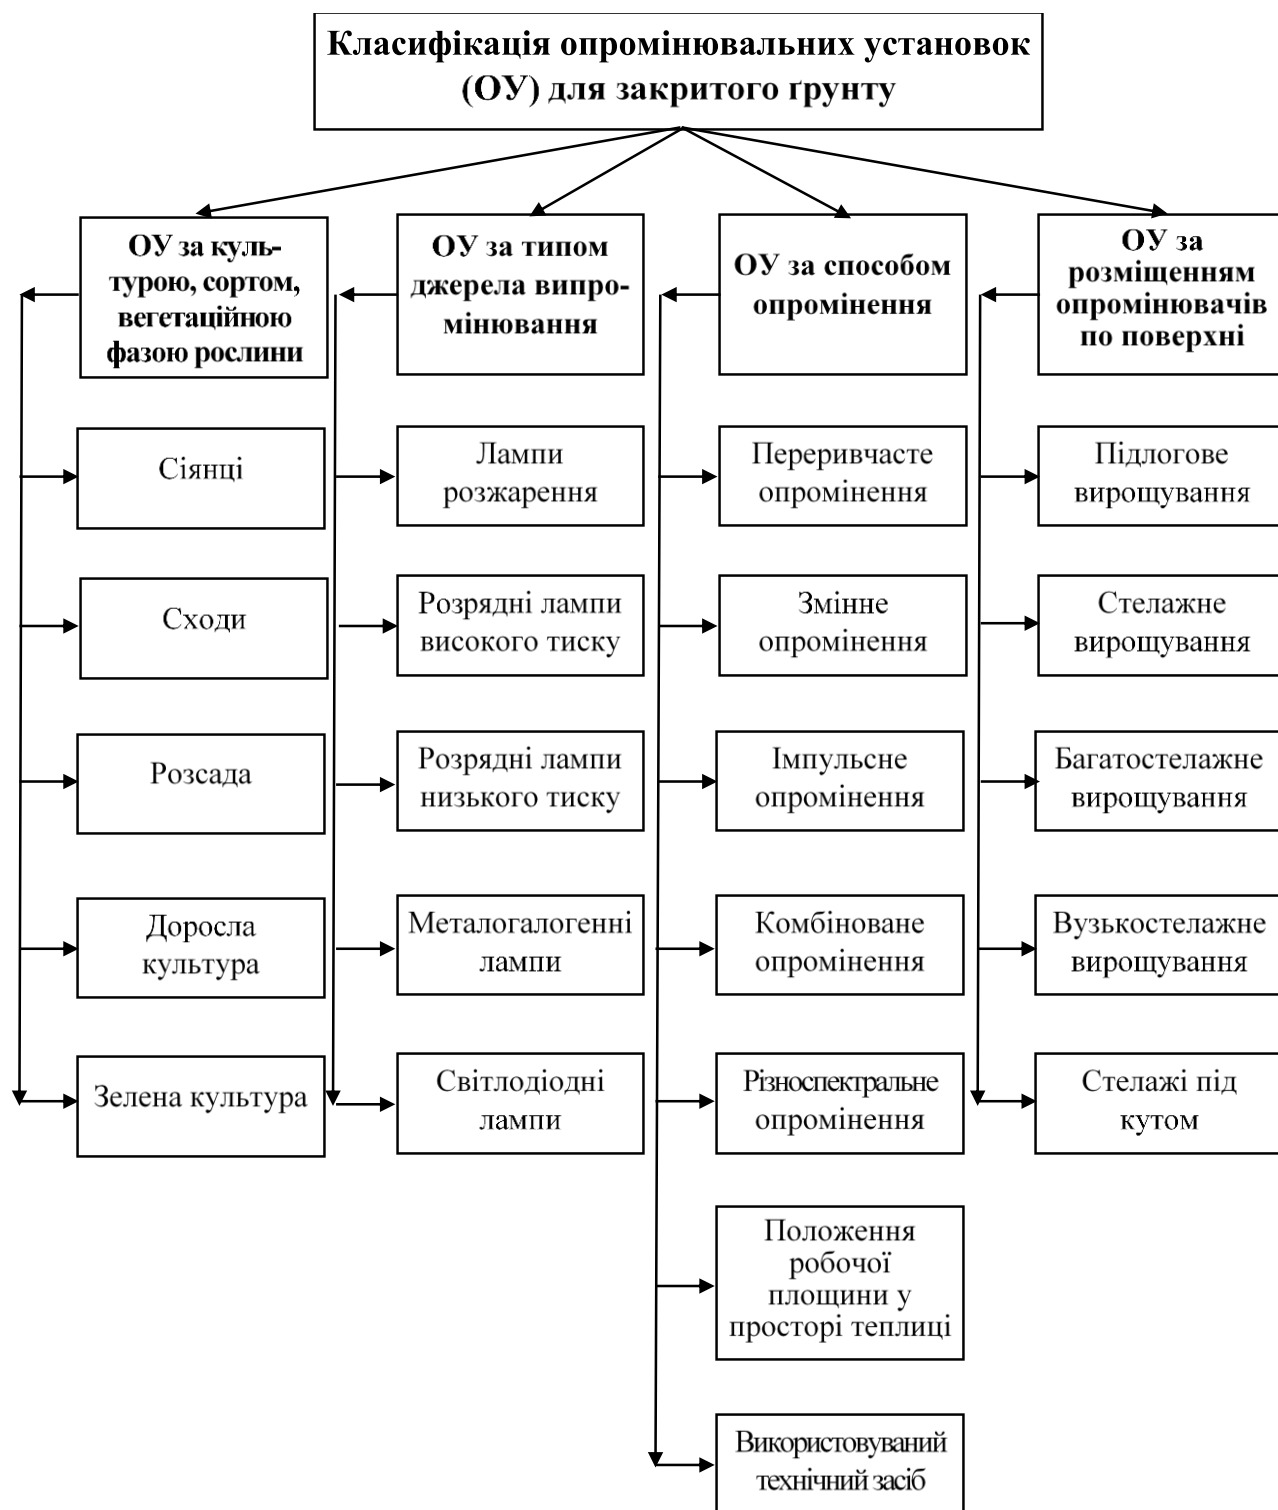 Класифікація опромінювальних установок
(ОУ) для закритого ґрунту
ОУ за куль-
турою, сортом,
вегетаційною
фазою рослини
ОУ за типом
джерела випро-
мінювання
ОУ за способом
опромінення
ОУ за
розміщенням
опромінювачів
по поверхні
Сіянці
Лампи
розжарення
Переривчасте
опромінення
Підлогове
вирощування
Сходи
Розрядні лампи
високого тиску
Змінне
опромінення
Стелажне
вирощування
Розсада
Розрядні лампи
низького тиску
Імпульсне
опромінення
Багатостелажне
вирощування
Доросла
культура
Металогалогенні
лампи
Комбіноване
опромінення
Вузькостелажне
вирощування
Зелена культура
Світлодіодні
лампи
Різноспектральне
опромінення
Стелажі під
кутом
Положення
робочої
площини у
просторі теплиці
Використовуваний
технічний засіб